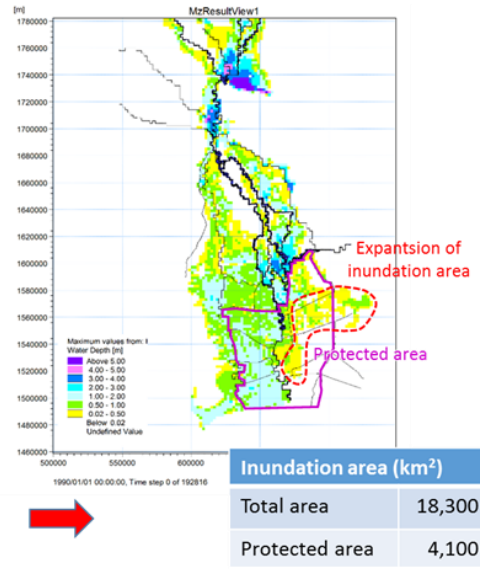 [m]
MzResultView1
1780000
1760000
1740000
1720000
1700000
1680000
1660000
1640000
1620000
1600000
1580000
1560000
1540000
1520000
1500000
1480000
1460000
Expantsion of
inundation area
Protected area
Maximum values from: I
Water Depth [m]
Above 5.00
4.00 - 5.00
3.00 - 4.00
2.00 - 3.00
1.00 - 2.00
0.50 - 1.00
0.02 - 0.50
Below 0.02
Undefined Value
500000 550000 600000
1990/01/01 00:00:00, Time step 0 of 192816
Inundation area (km²)
Total area 18,300
Protected area 4,100